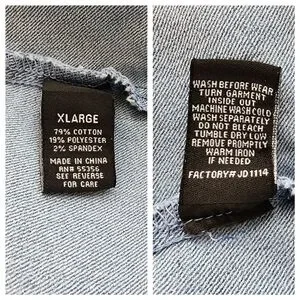 XLARGE
79% COTTON
19% POLYESTER
2% SPANDEX
MADE IN CHINA
RN# 55356
SEE REVERSE
FOR CARE
WASH BEFORE WEAR
TURN GARMENT
INSIDE OUT
MACHINE WASH COLD
WASH SEPARATELY
DO NOT BLEACH
TUMBLE DRY LOW
REMOVE PROMPTLY
WARM IRON
IF NEEDED
FACTORY# JD1114